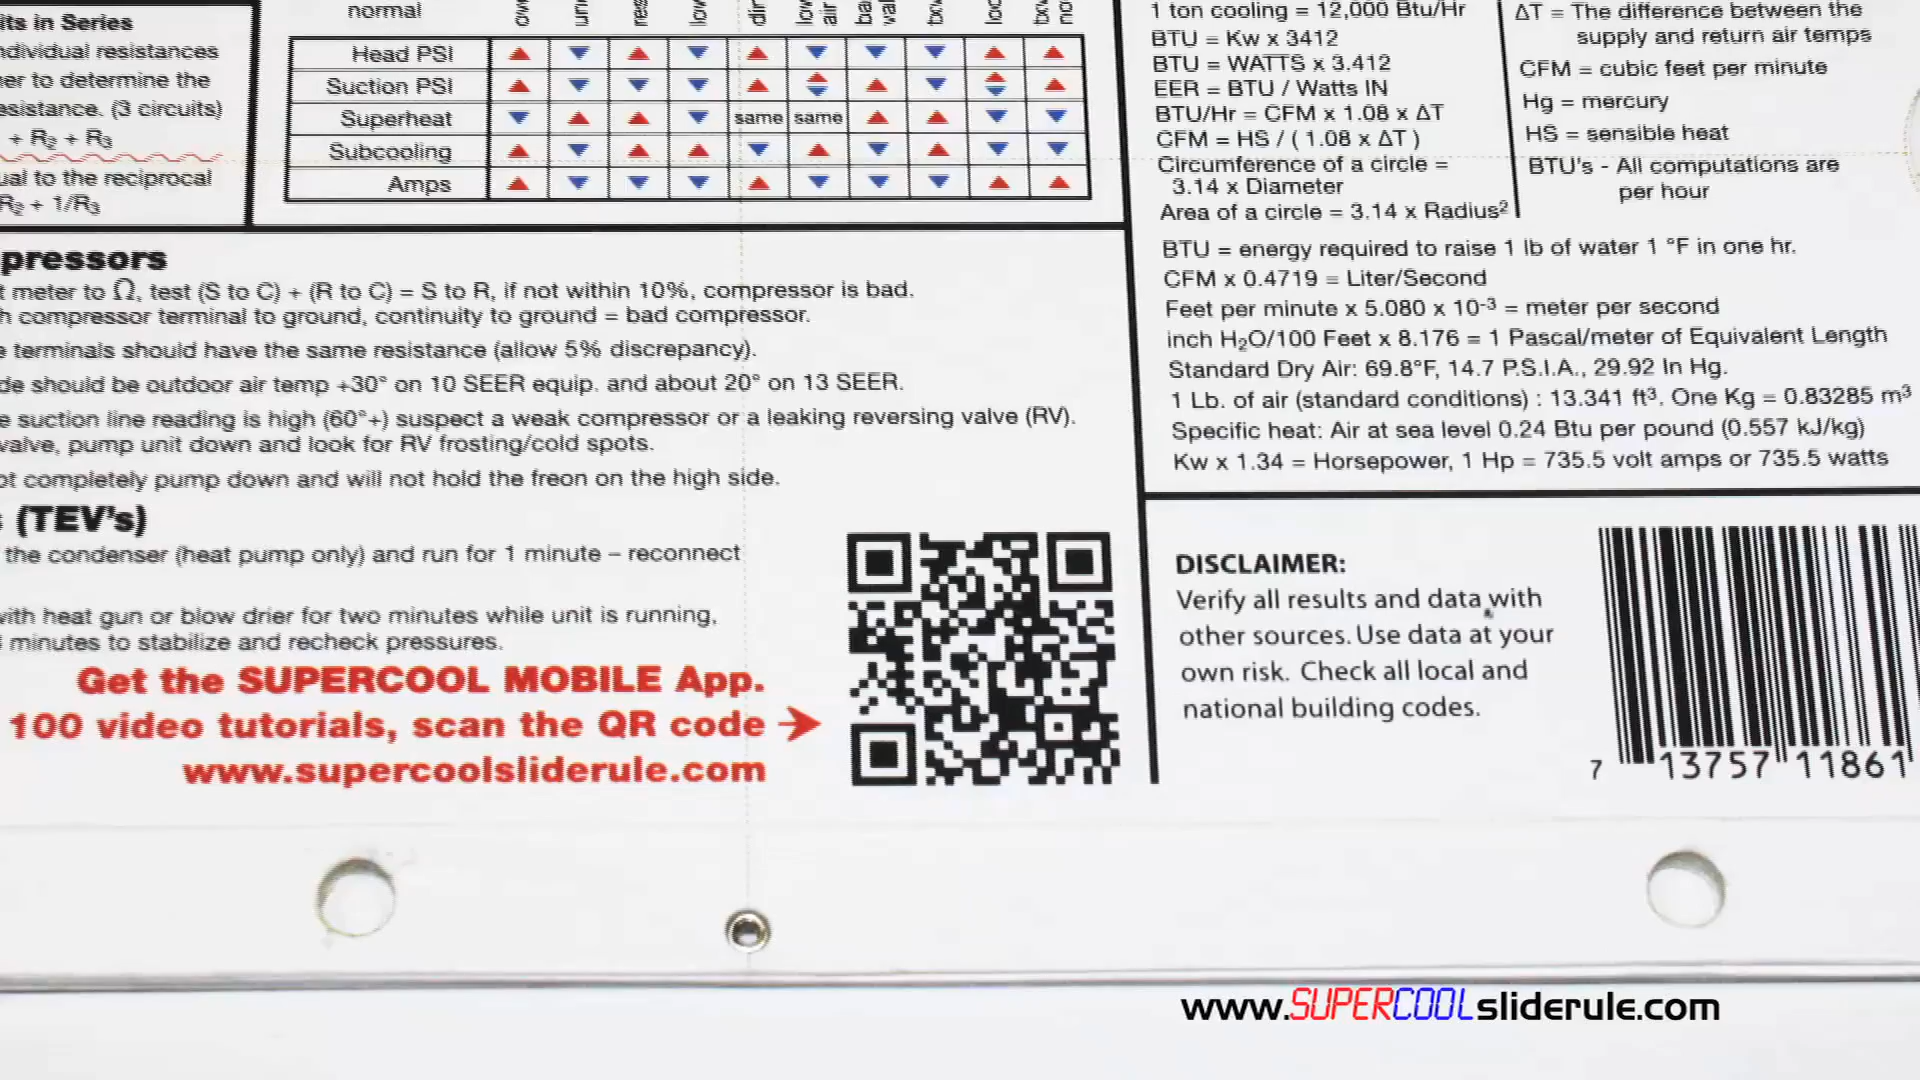 its in Series
individual resistances
er to determine the
esistance. (3 circuits)
+ R₂ + R₃
ual to the reciprocal
R₂ + 1/R₃
normal
Head PSI
Suction PSI
Superheat same same
Subcooling
Amps
1 ton cooling = 12,000 Btu/Hr
BTU = Kw x 3412
BTU = WATTS x 3.412
EER = BTU / Watts IN
BTU/Hr = CFM x 1.08 x ΔT
CFM = HS / ( 1.08 x ΔT )
Circumference of a circle =
3.14 x Diameter
Area of a circle = 3.14 x Radius²
ΔT = The difference between the
supply and return air temps
CFM = cubic feet per minute
Hg = mercury
HS = sensible heat
BTU's - All computations are
per hour
BTU = energy required to raise 1 lb of water 1 °F in one hr.
CFM x 0.4719 = Liter/Second
Feet per minute x 5.080 x 10⁻³ = meter per second
inch H₂O/100 Feet x 8.176 = 1 Pascal/meter of Equivalent Length
Standard Dry Air: 69.8°F, 14.7 P.S.I.A., 29.92 In Hg.
1 Lb. of air (standard conditions) : 13.341 ft³. One Kg = 0.83285 m³
Specific heat: Air at sea level 0.24 Btu per pound (0.557 kJ/kg)
Kw x 1.34 = Horsepower, 1 Hp = 735.5 volt amps or 735.5 watts
pressors
t meter to Ω, test (S to C) + (R to C) = S to R, if not within 10%, compressor is bad.
h compressor terminal to ground, continuity to ground = bad compressor.
e terminals should have the same resistance (allow 5% discrepancy).
de should be outdoor air temp +30° on 10 SEER equip. and about 20° on 13 SEER.
e suction line reading is high (60°+) suspect a weak compressor or a leaking reversing valve (RV).
valve, pump unit down and look for RV frosting/cold spots.
ot completely pump down and will not hold the freon on the high side.
(TEV's)
the condenser (heat pump only) and run for 1 minute – reconnect
with heat gun or blow drier for two minutes while unit is running,
minutes to stabilize and recheck pressures.
Get the SUPERCOOL MOBILE App.
100 video tutorials, scan the QR code
www.supercoolsliderule.com
DISCLAIMER:
Verify all results and data with
other sources. Use data at your
own risk. Check all local and
national building codes.
7 13757 11861
www.SUPERCOOLsliderule.com